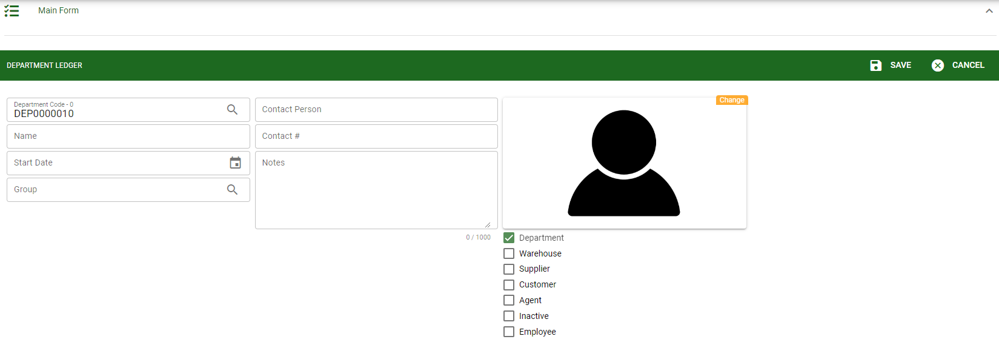 Main Form
DEPARTMENT LEDGER
SAVE
CANCEL
Department Code - 0
DEP0000010
Name
Start Date
Group
Contact Person
Contact #
Notes
0 / 1000
Change
Department
Warehouse
Supplier
Customer
Agent
Inactive
Employee